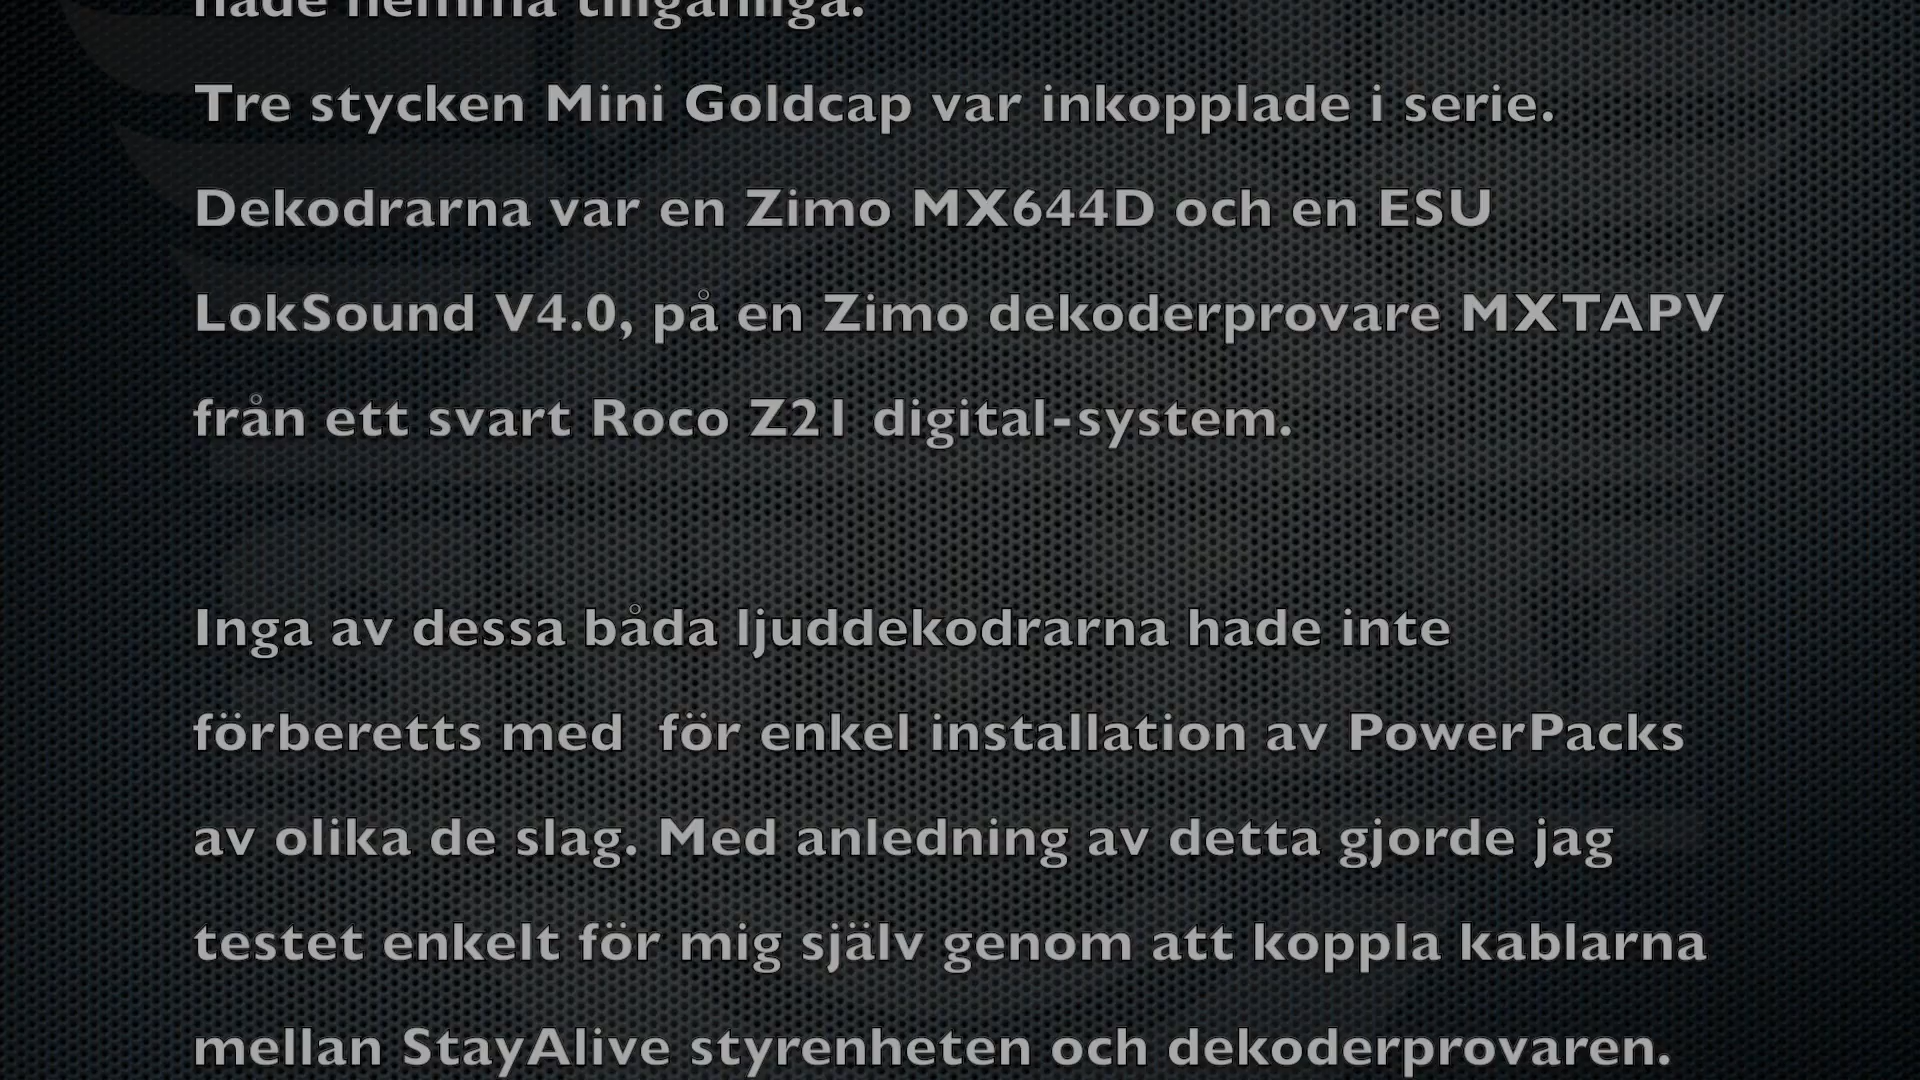 hade hemma tillgänliga.
Tre stycken Mini Goldcap var inkopplade i serie.
Dekodrarna var en Zimo MX644D och en ESU
LokSound V4.0, på en Zimo dekoderprovare MXTAPV
från ett svart Roco Z21 digital-system.
Inga av dessa båda ljuddekodrarna hade inte
förberetts med  för enkel installation av PowerPacks
av olika de slag. Med anledning av detta gjorde jag
testet enkelt för mig själv genom att koppla kablarna
mellan StayAlive styrenheten och dekoderprovaren.